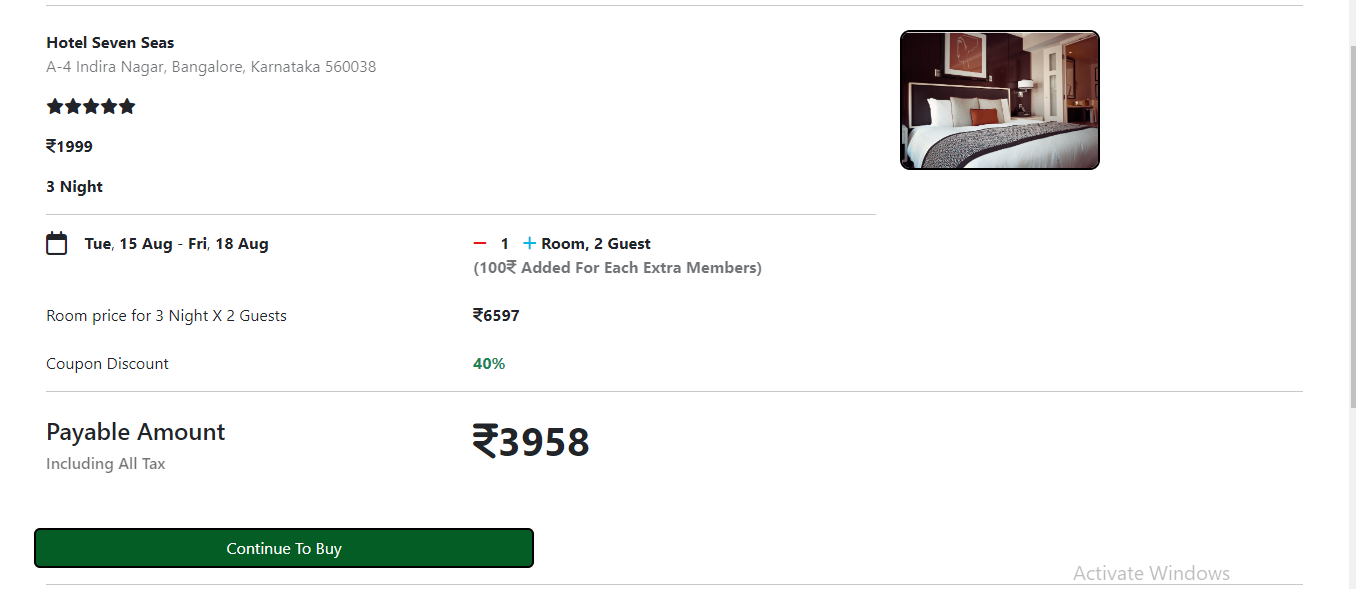 Hotel Seven Seas
A-4 Indira Nagar, Bangalore, Karnataka 560038
₹1999
3 Night
Tue, 15 Aug - Fri, 18 Aug
1 Room, 2 Guest
(100₹ Added For Each Extra Members)
Room price for 3 Night X 2 Guests ₹6597
Coupon Discount 40%
Payable Amount ₹3958
Including All Tax
Continue To Buy
Activate Windows